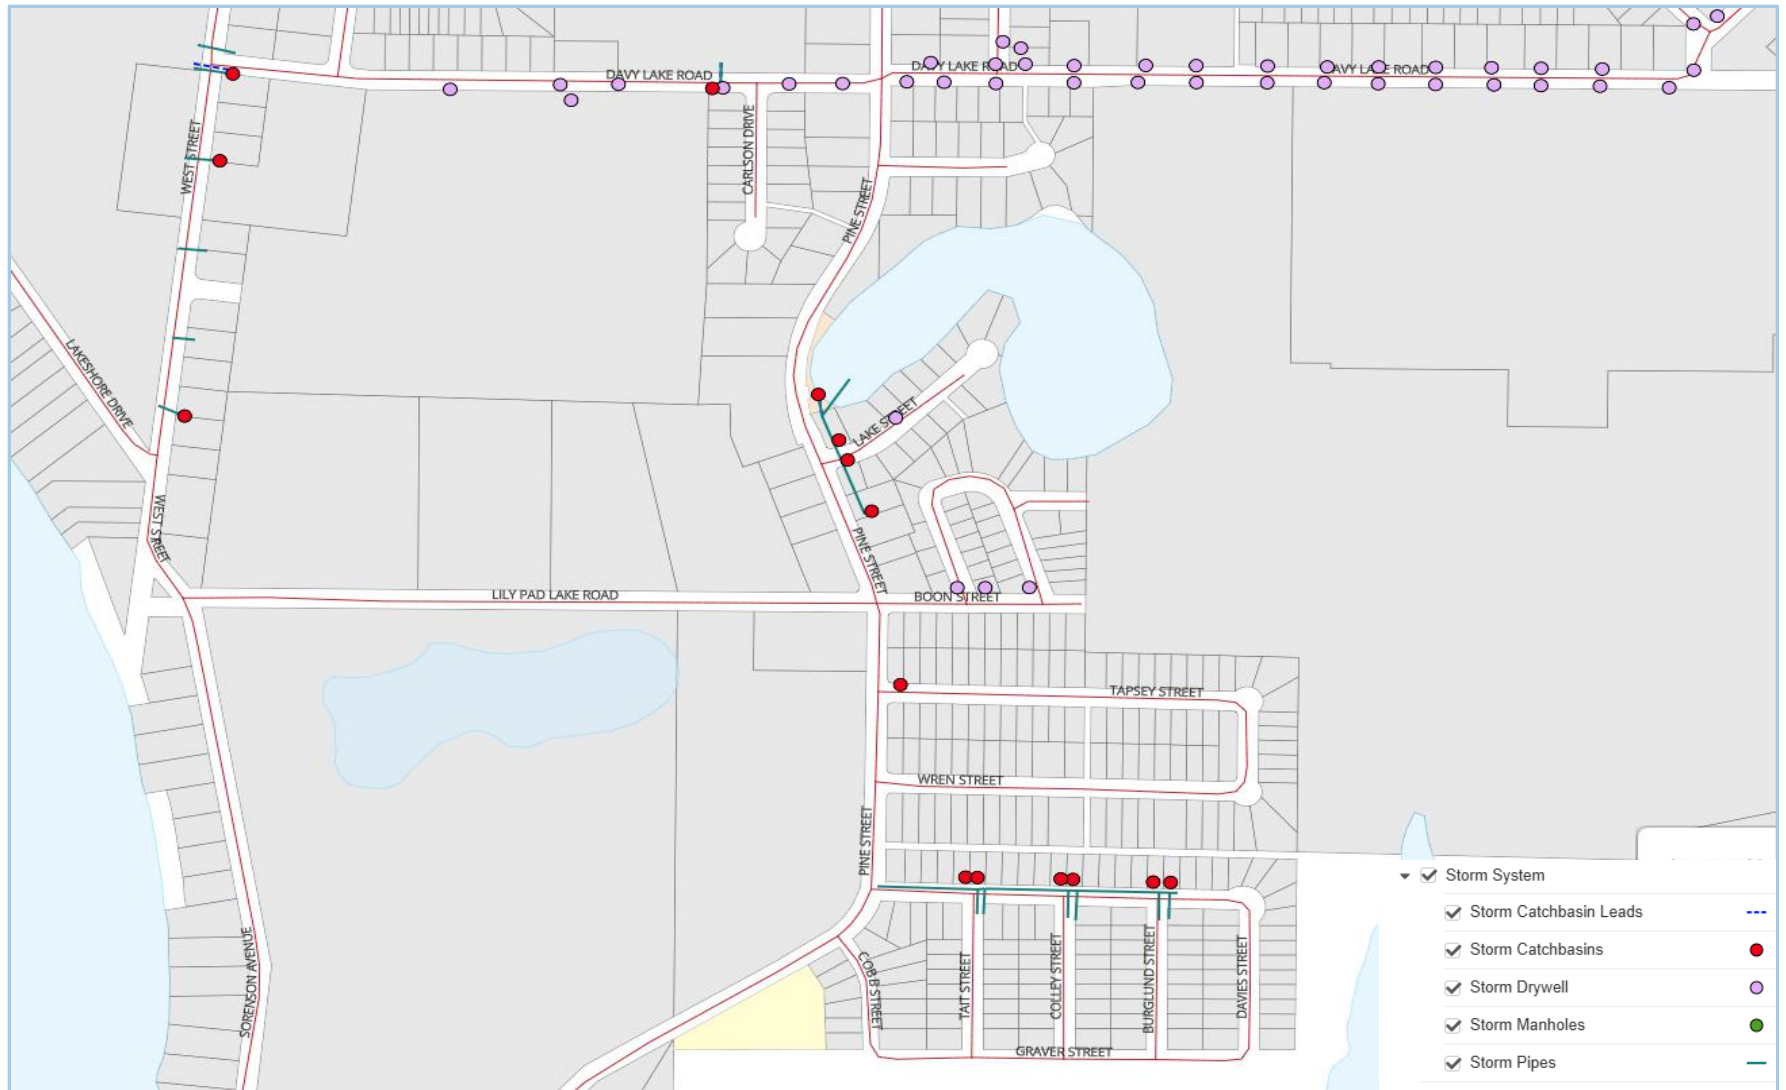 DAVY LAKE ROAD
DAVY LAKE ROAD
DAVY LAKE ROAD
WEST STREET
CARLSON DRIVE
PINE STREET
LAKESHORE DRIVE
LAKE STREET
WEST STREET
PINE STREET
LILY PAD LAKE ROAD
BOON STREET
TAPSEY STREET
WREN STREET
PINE STREET
Storm System
Storm Catchbasin Leads
Storm Catchbasins
Storm Drywell
Storm Manholes
Storm Pipes
SORENSON AVENUE
COBB STREET
TAIT STREET
COLLEY STREET
BURGLUND STREET
DAVIES STREET
GRAVER STREET